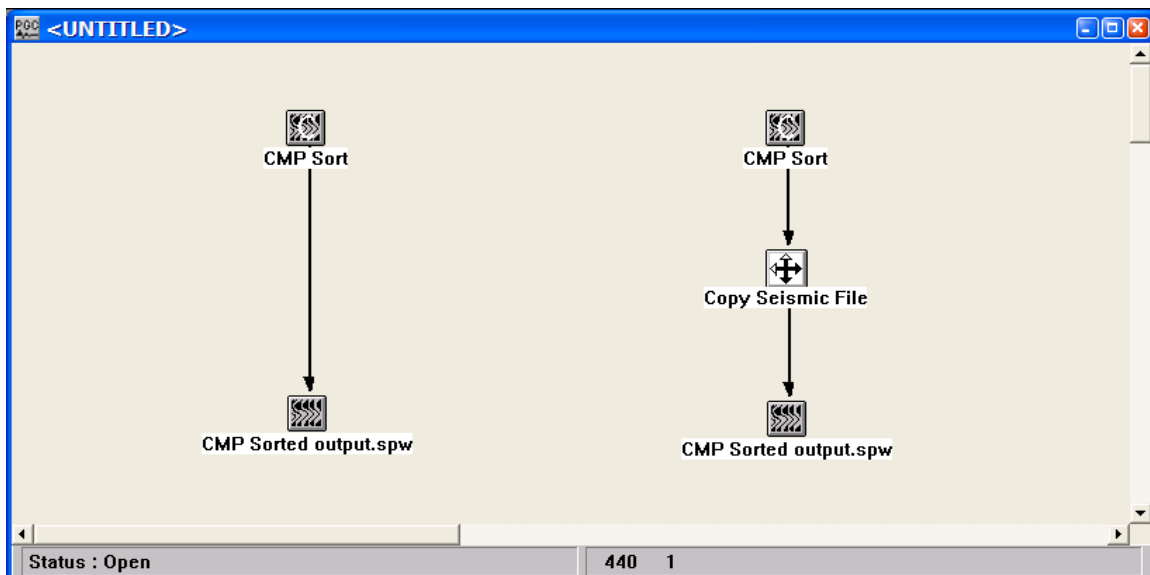 PGC <UNTITLED>
CMP Sort
CMP Sort
Copy Seismic File
CMP Sorted output.spw
CMP Sorted output.spw
Status : Open
440 1